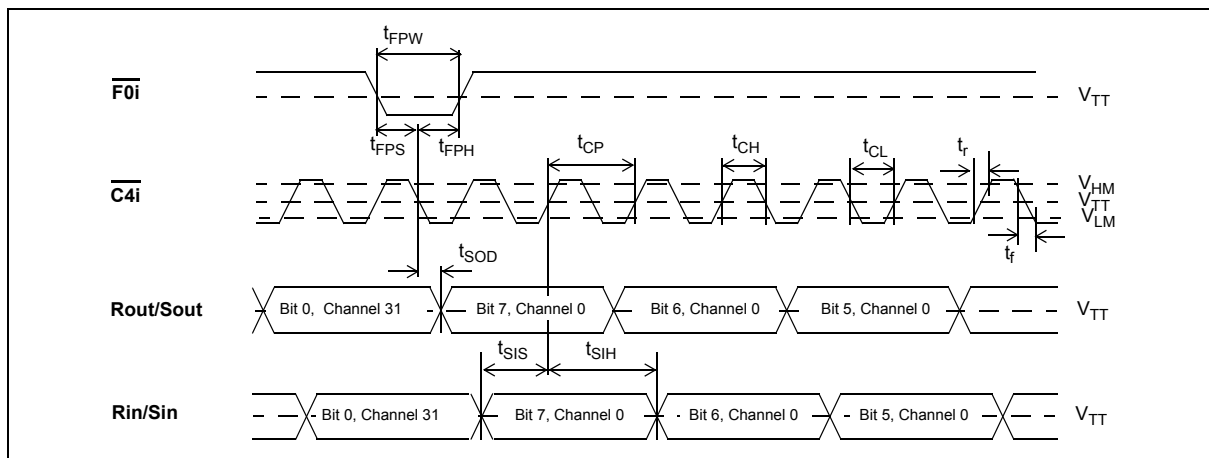 tFPW
F0i
VTT
tFPS tFPH tCP tCH tCL tr
C4i
VHM
VTT
VLM
tf
tSOD
Rout/Sout Bit 0, Channel 31 Bit 7, Channel 0 Bit 6, Channel 0 Bit 5, Channel 0 VTT
tSIS tSIH
Rin/Sin Bit 0, Channel 31 Bit 7, Channel 0 Bit 6, Channel 0 Bit 5, Channel 0 VTT